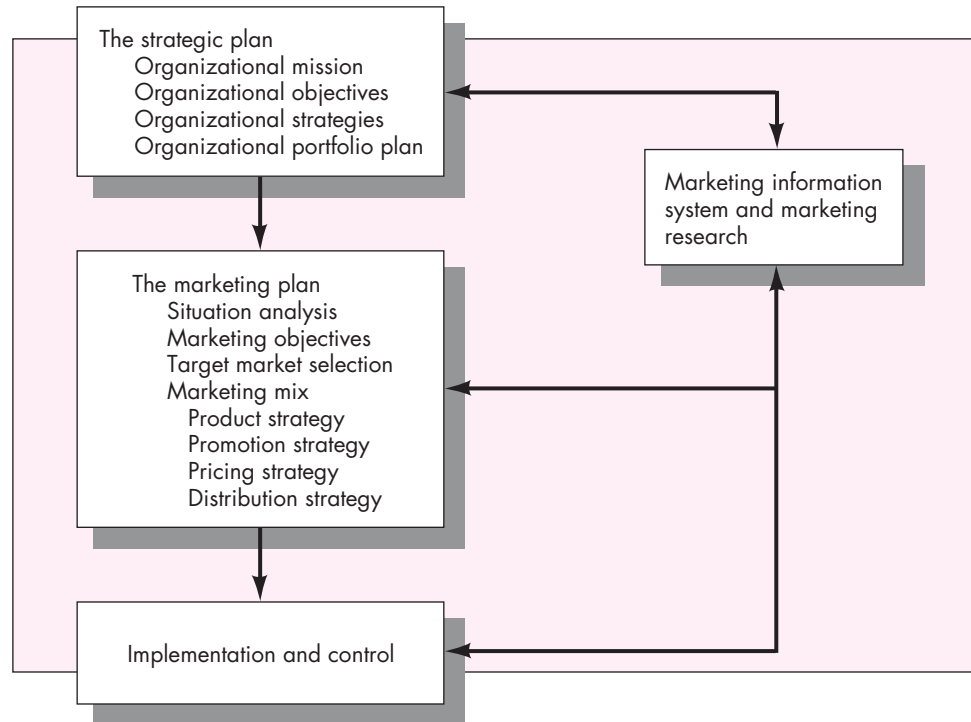 The strategic plan
Organizational mission
Organizational objectives
Organizational strategies
Organizational portfolio plan
Marketing information
system and marketing
research
The marketing plan
Situation analysis
Marketing objectives
Target market selection
Marketing mix
Product strategy
Promotion strategy
Pricing strategy
Distribution strategy
Implementation and control